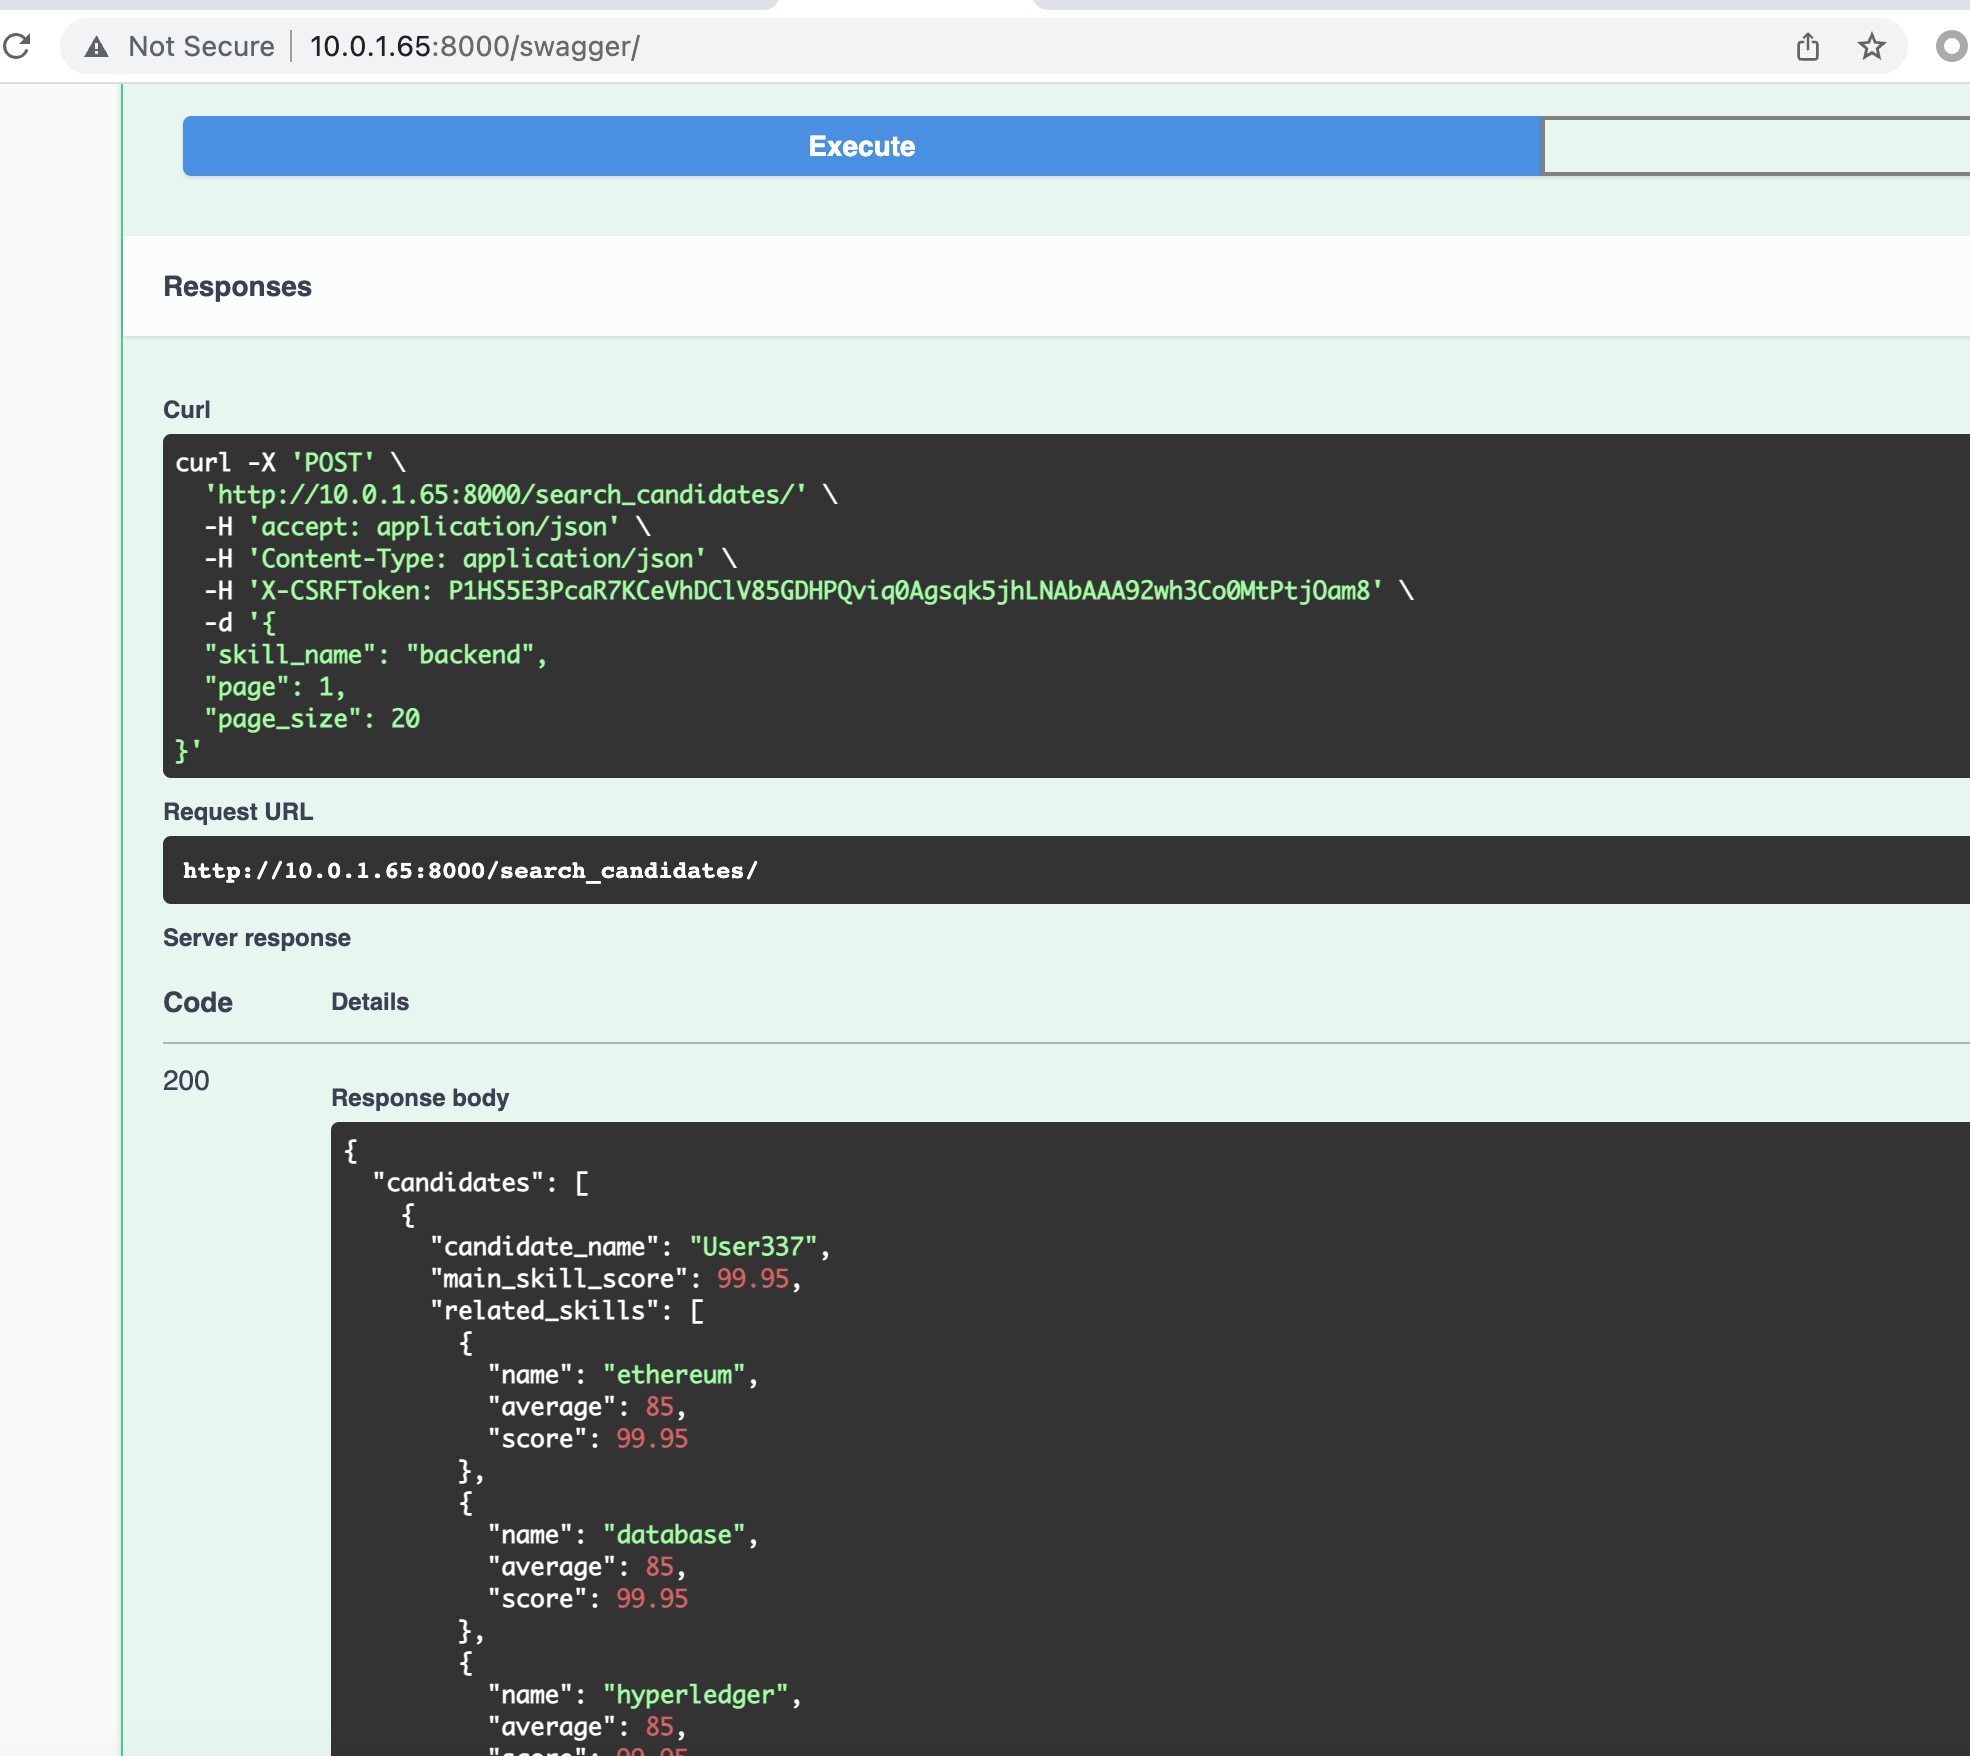 Not Secure | 10.0.1.65:8000/swagger/
Execute
Responses
Curl
curl -X 'POST' \
  'http://10.0.1.65:8000/search_candidates/' \
  -H 'accept: application/json' \
  -H 'Content-Type: application/json' \
  -H 'X-CSRFToken: P1HS5E3PcaR7KCeVhDClV85GDHPQviq0Agsqk5jhLNAbAAA92wh3Co0MtPtjOam8' \
  -d '{
  "skill_name": "backend",
  "page": 1,
  "page_size": 20
}'
Request URL
http://10.0.1.65:8000/search_candidates/
Server response
Code Details
200
Response body
{
  "candidates": [
    {
      "candidate_name": "User337",
      "main_skill_score": 99.95,
      "related_skills": [
        {
          "name": "ethereum",
          "average": 85,
          "score": 99.95
        },
        {
          "name": "database",
          "average": 85,
          "score": 99.95
        },
        {
          "name": "hyperledger",
          "average": 85,
          "score": 99.95